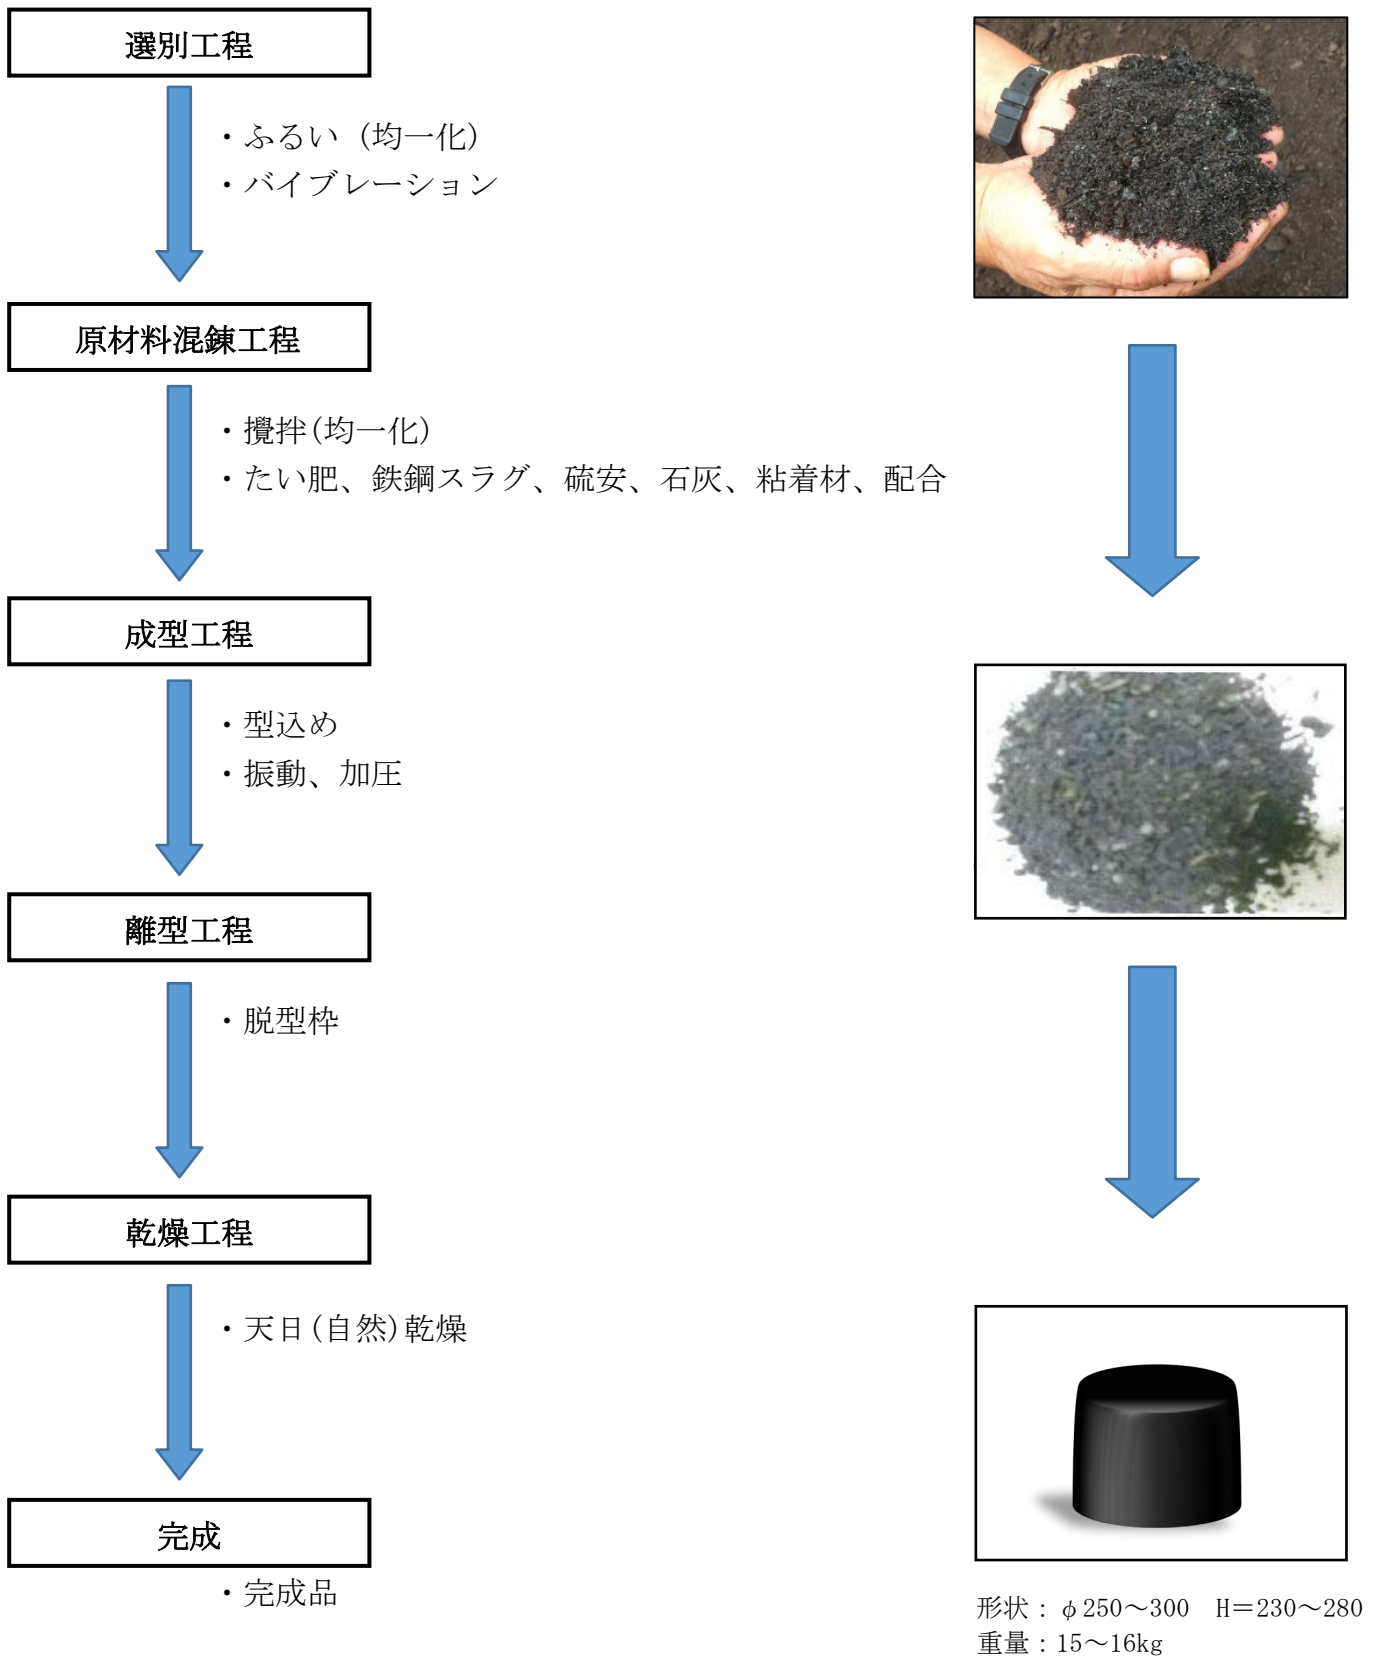 選別工程
・ふるい (均一化)
・バイブレーション
原材料混錬工程
・攪拌(均一化)
・たい肥、鉄鋼スラグ、硫安、石灰、粘着材、配合
成型工程
・型込め
・振動、加圧
離型工程
・脱型枠
乾燥工程
・天日(自然)乾燥
完成
・完成品
形状：φ250～300　H＝230～280
重量：15～16kg